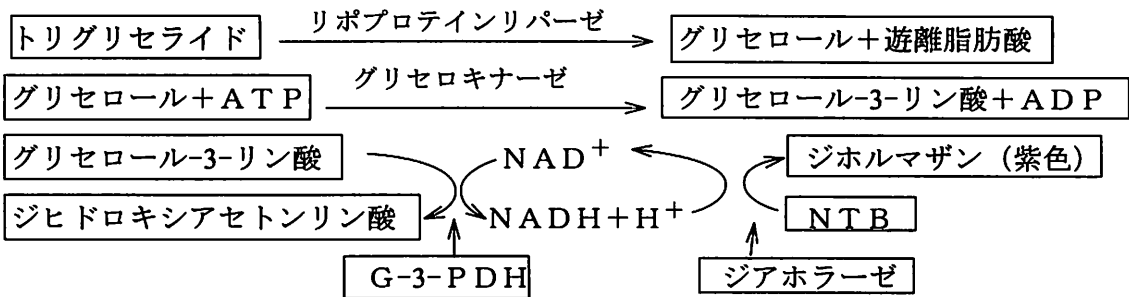 トリグリセライド リポプロテインリパーゼ グリセロール＋遊離脂肪酸
グリセロール＋ATP グリセロキナーゼ グリセロール-3-リン酸＋ADP
グリセロール-3-リン酸 NAD+ ジホルマザン（紫色）
ジヒドロキシアセトンリン酸 NADH＋H+ NTB
G-3-PDH ジアホラーゼ